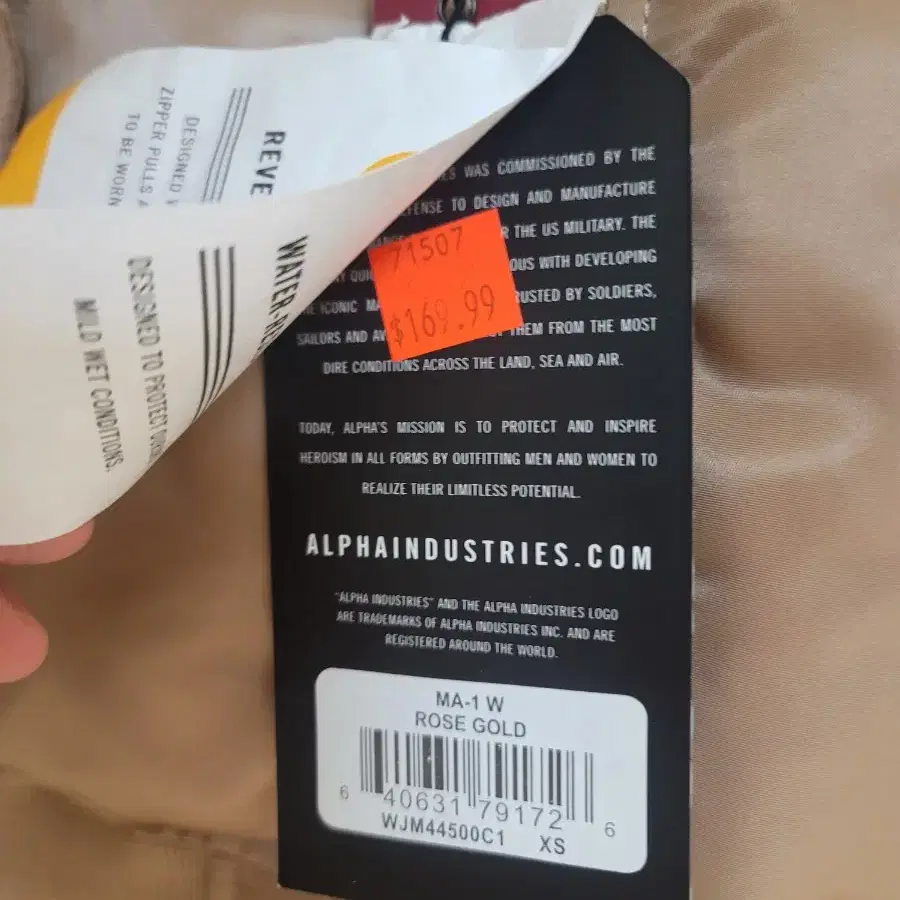 REVE
DESIGNED
ZIPPER PULLS
TO BE WORN
WATER-RE
DESIGNED TO PROTECT
MILD WET CONDITIONS.
WAS COMMISSIONED BY THE
TO DESIGN AND MANUFACTURE
THE US MILITARY. THE
WITH DEVELOPING
ICONIC
BY SOLDIERS,
SAILORS AND THEM FROM THE MOST
DIRE CONDITIONS ACROSS THE LAND, SEA AND AIR.
71507
$169.99
TODAY, ALPHA'S MISSION IS TO PROTECT AND INSPIRE
HEROISM IN ALL FORMS BY OUTFITTING MEN AND WOMEN TO
REALIZE THEIR LIMITLESS POTENTIAL.
ALPHAINDUSTRIES.COM
"ALPHA INDUSTRIES" AND THE ALPHA INDUSTRIES LOGO
ARE TRADEMARKS OF ALPHA INDUSTRIES INC. AND ARE
REGISTERED AROUND THE WORLD.
MA-1 W
ROSE GOLD
6 40631 79172 6
WJM44500C1 XS